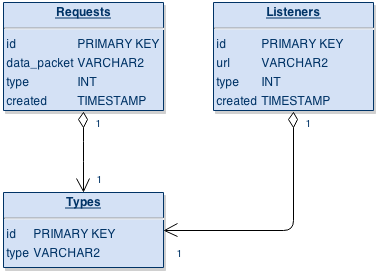 Requests
id PRIMARY KEY
data_packet VARCHAR2
type INT
created TIMESTAMP
Listeners
id PRIMARY KEY
url VARCHAR2
type INT
created TIMESTAMP
1
1
1
Types
id PRIMARY KEY
type VARCHAR2
1